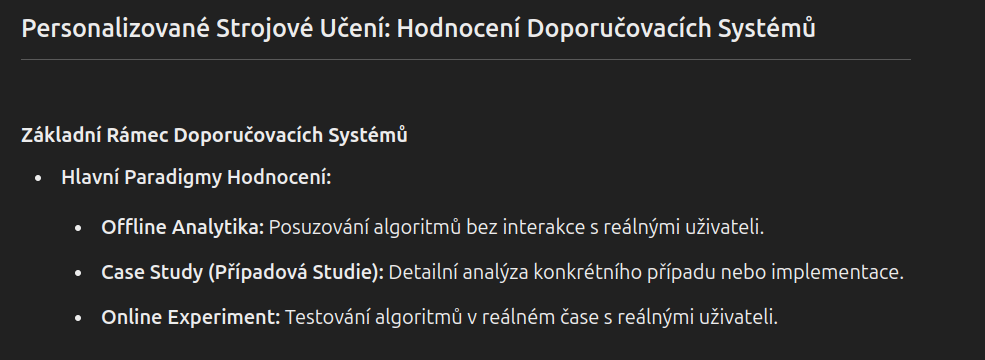 Personalizované Strojové Učení: Hodnocení Doporučovacích Systémů
Základní Rámec Doporučovacích Systémů
• Hlavní Paradigmy Hodnocení:
• Offline Analytika: Posuzování algoritmů bez interakce s reálnými uživateli.
• Case Study (Případová Studie): Detailní analýza konkrétního případu nebo implementace.
• Online Experiment: Testování algoritmů v reálném čase s reálnými uživateli.